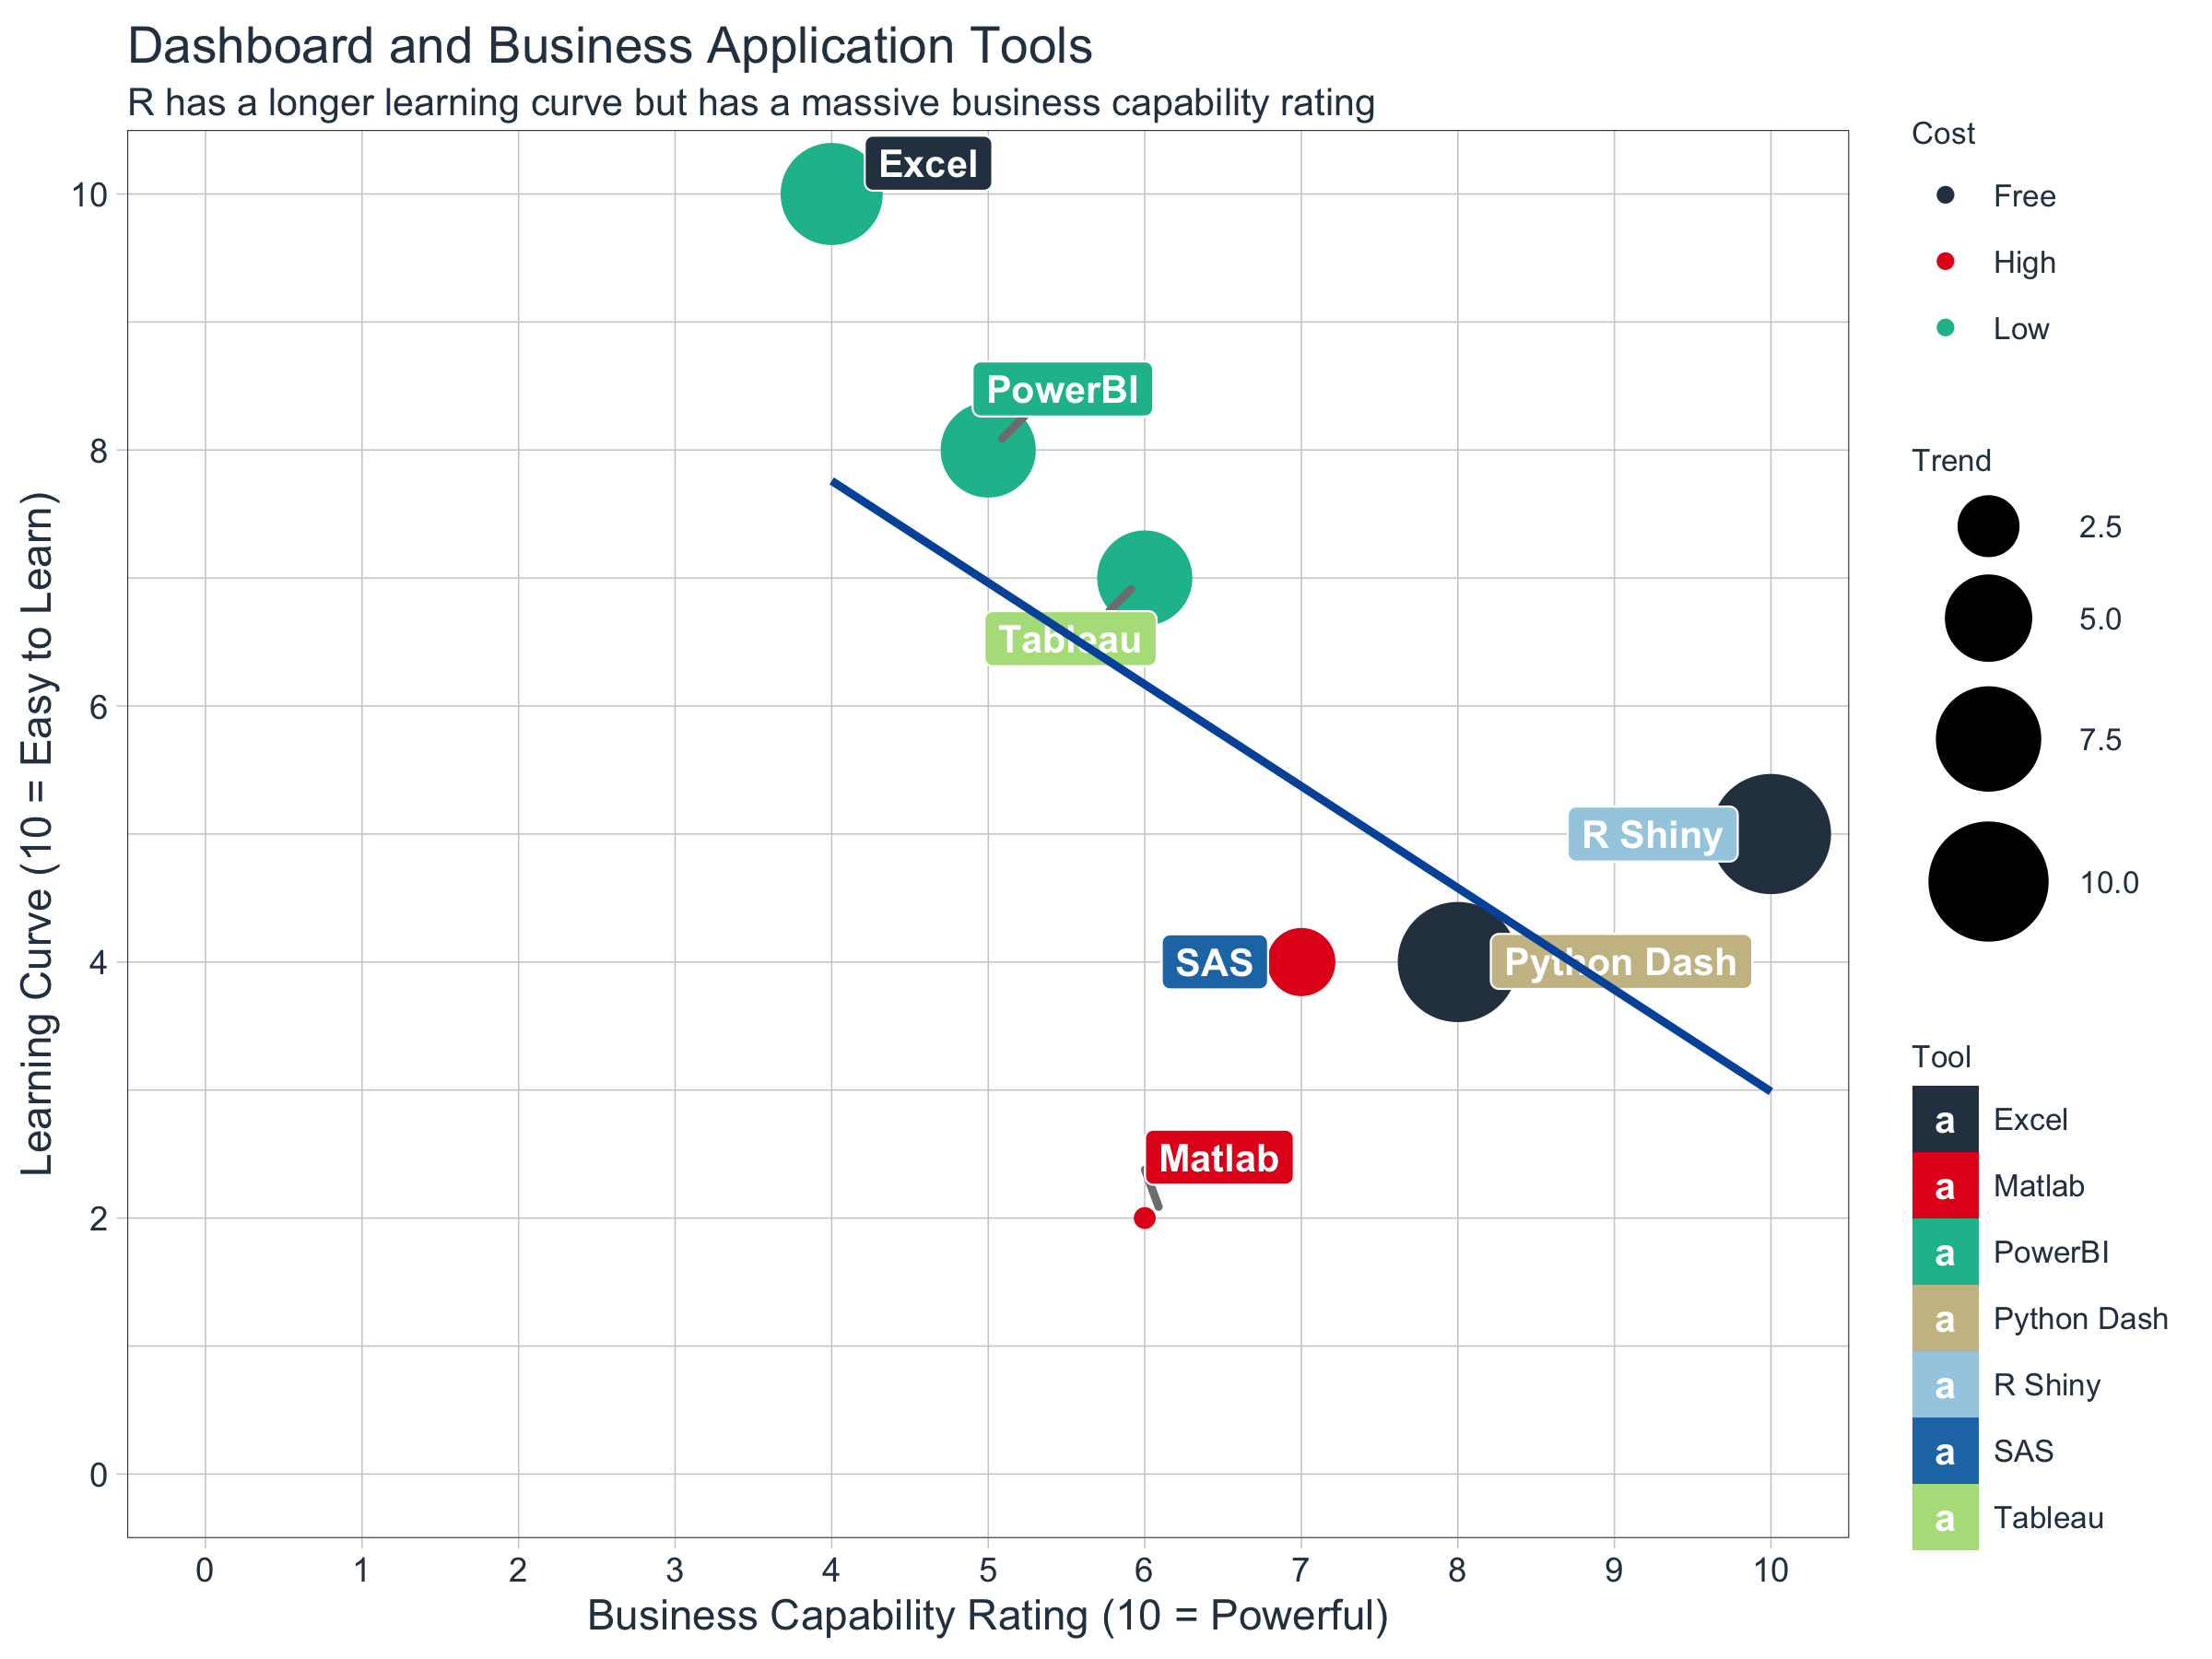 Dashboard and Business Application Tools
R has a longer learning curve but has a massive business capability rating
Learning Curve (10 = Easy to Learn)
10
8
6
4
2
0
Excel
PowerBI
Tableau
R Shiny
SAS
Python Dash
Matlab
0 1 2 3 4 5 6 7 8 9 10
Business Capability Rating (10 = Powerful)
Cost
Free
High
Low
Trend
2.5
5.0
7.5
10.0
Tool
a Excel
a Matlab
a PowerBI
a Python Dash
a R Shiny
a SAS
a Tableau